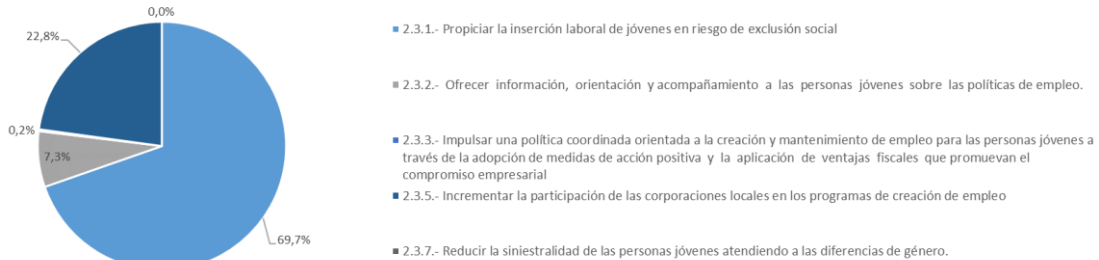 0,0%
22,8%
0,2%
7,3%
69,7%
2.3.1.- Propiciar la inserción laboral de jóvenes en riesgo de exclusión social
2.3.2.- Ofrecer información, orientación y acompañamiento a las personas jóvenes sobre las políticas de empleo.
2.3.3.- Impulsar una política coordinada orientada a la creación y mantenimiento de empleo para las personas jóvenes a
través de la adopción de medidas de acción positiva y la aplicación de ventajas fiscales que promuevan el
compromiso empresarial
2.3.5.- Incrementar la participación de las corporaciones locales en los programas de creación de empleo
2.3.7.- Reducir la siniestralidad de las personas jóvenes atendiendo a las diferencias de género.